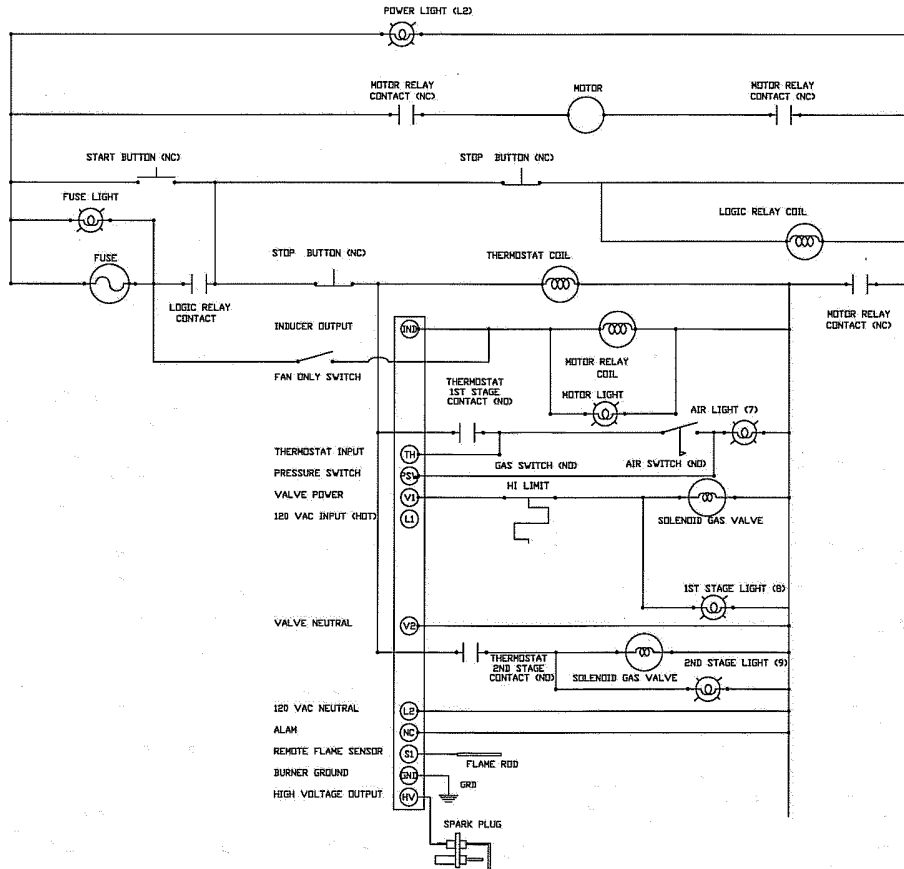 POWER LIGHT (L2)
MOTOR RELAY
CONTACT (NC)
MOTOR
MOTOR RELAY
CONTACT (NC)
START BUTTON (NC)
STOP BUTTON (NC)
FUSE LIGHT
LOGIC RELAY COIL
FUSE
STOP BUTTON (NC)
THERMOSTAT COIL
LOGIC RELAY
CONTACT
MOTOR RELAY
CONTACT (NC)
INDUCER OUTPUT
IND
MOTOR RELAY
COIL
FAN ONLY SWITCH
THERMOSTAT
1ST STAGE
CONTACT (NO)
MOTOR LIGHT
AIR LIGHT (7)
THERMOSTAT INPUT
TH
GAS SWITCH (NO)
AIR SWITCH (NO)
PRESSURE SWITCH
PSW
VALVE POWER
V1
HI LIMIT
120 VAC INPUT (HOT)
L1
SOLENOID GAS VALVE
1ST STAGE LIGHT (8)
VALVE NEUTRAL
V2
THERMOSTAT
2ND STAGE
CONTACT (NO)
SOLENOID GAS VALVE
2ND STAGE LIGHT (9)
120 VAC NEUTRAL
L2
ALAM
NC
REMOTE FLAME SENSOR
S1
FLAME ROD
BURNER GROUND
GND
GRD
HIGH VOLTAGE OUTPUT
HV
SPARK PLUG